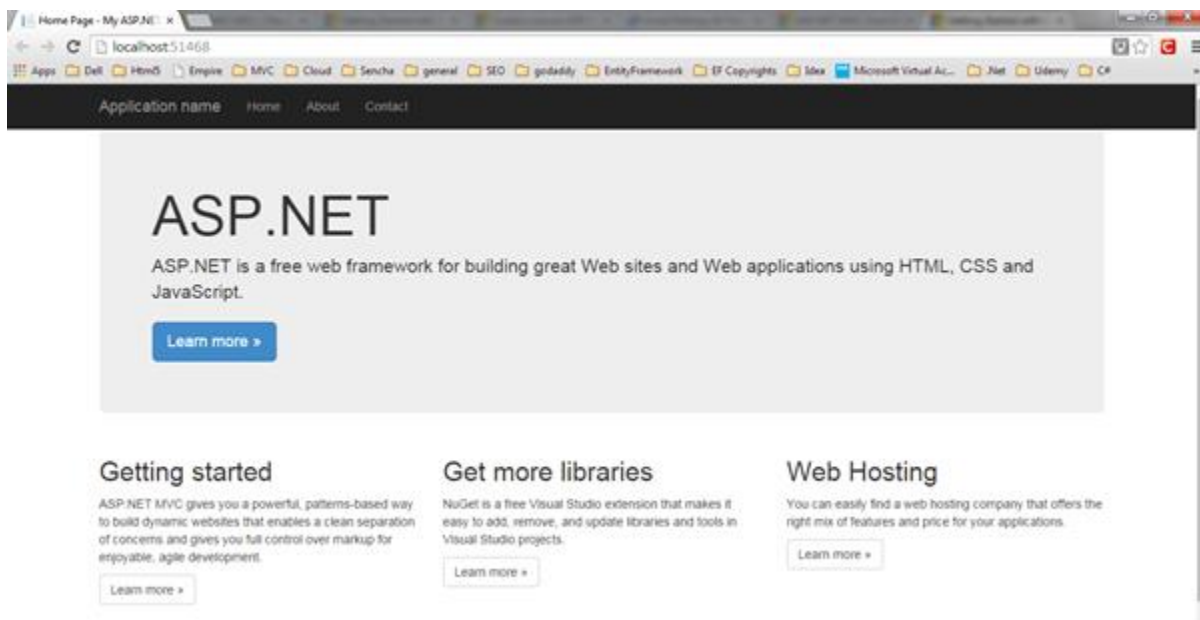 Home Page - My ASP.NE
localhost:51468
Apps Dell Html5 Empire MVC Cloud Sencha general SEO godaddy EntityFramework EF Copyrights Idea Microsoft Virtual Ac... .Net Udemy C#
Application name Home About Contact
ASP.NET
ASP.NET is a free web framework for building great Web sites and Web applications using HTML, CSS and
JavaScript.
Learn more »
Getting started
ASP.NET MVC gives you a powerful, patterns-based way
to build dynamic websites that enables a clean separation
of concerns and gives you full control over markup for
enjoyable, agile development.
Learn more »
Get more libraries
NuGet is a free Visual Studio extension that makes it
easy to add, remove, and update libraries and tools in
Visual Studio projects.
Learn more »
Web Hosting
You can easily find a web hosting company that offers the
right mix of features and price for your applications.
Learn more »